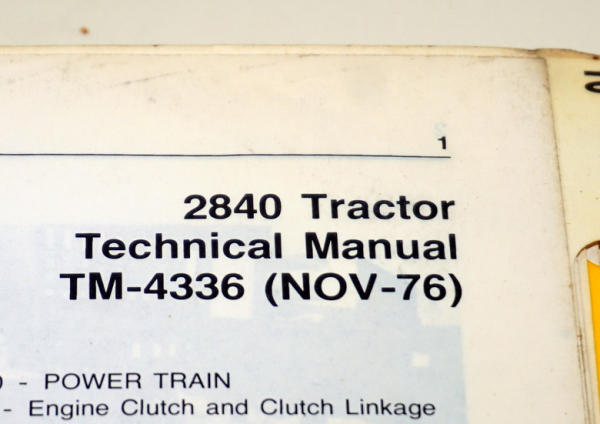 1
2840 Tractor
Technical Manual
TM-4336 (NOV-76)
- POWER TRAIN
- Engine Clutch and Clutch Linkage